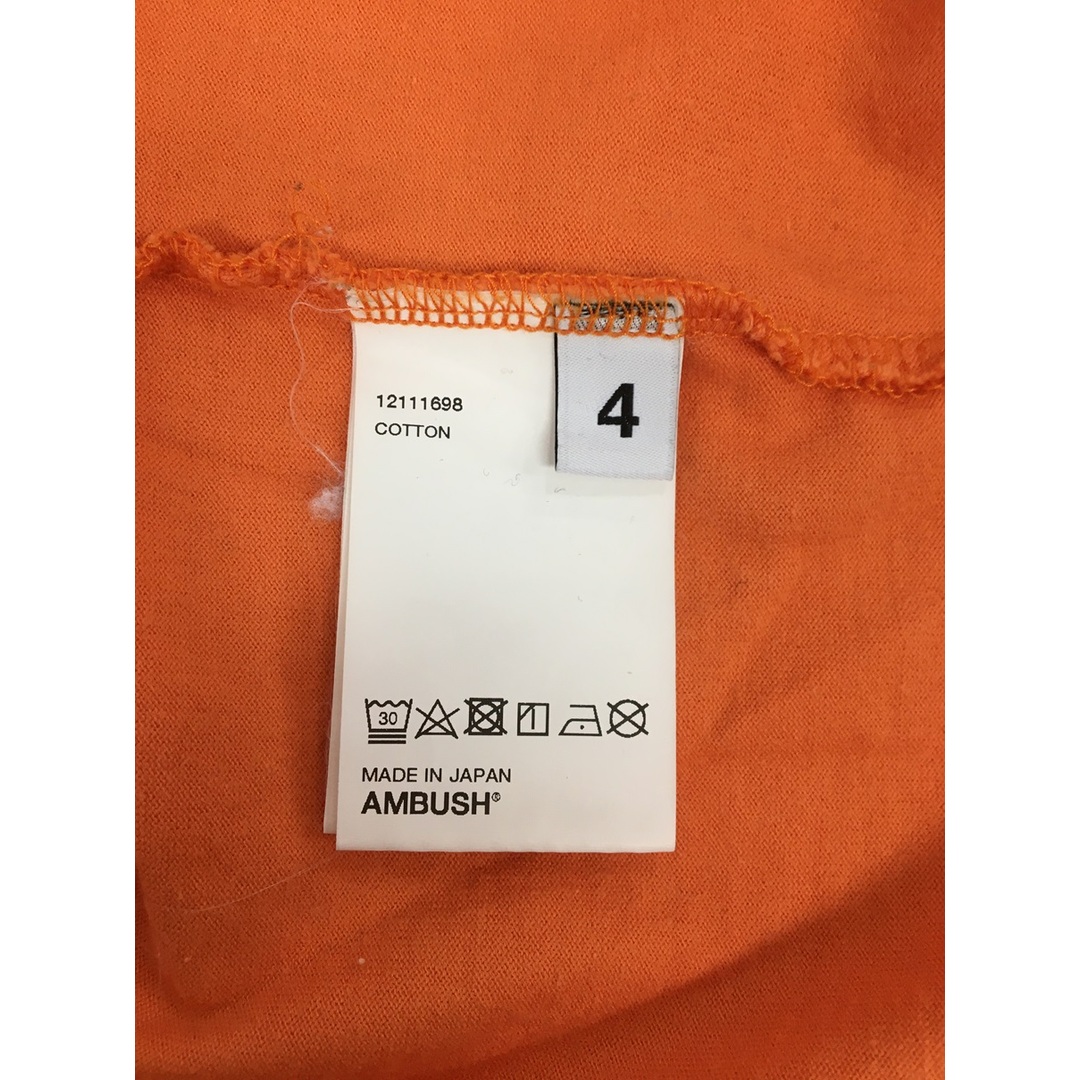 12111698
COTTON
4
30
MADE IN JAPAN
AMBUSH®